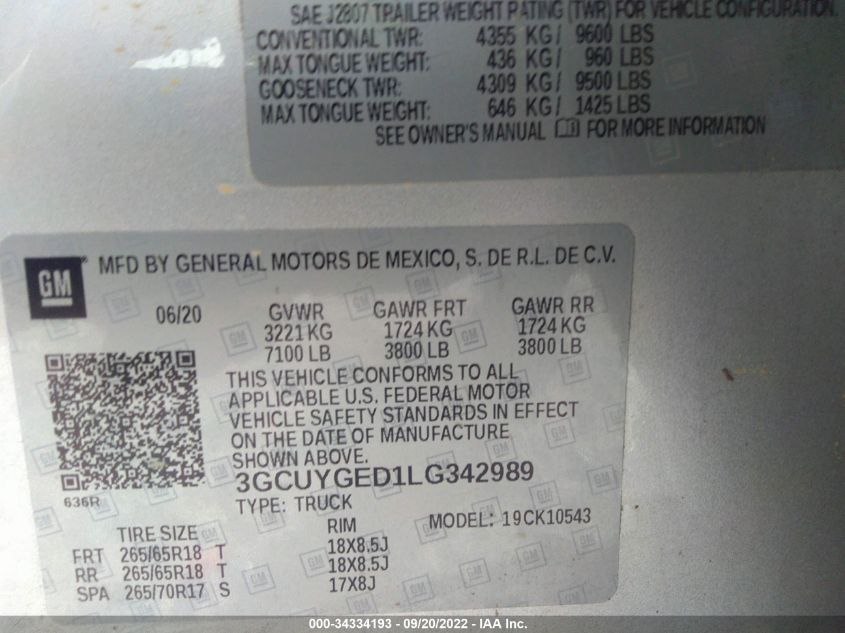 SAE J2807 TRAILER WEIGHT RATING (TWR) FOR VEHICLE CONFIGURATION.
CONVENTIONAL TWR: 4355 KG/ 9600 LBS
MAX TONGUE WEIGHT: 436 KG/ 960 LBS
GOOSENECK TWR: 4309 KG/ 9500 LBS
MAX TONGUE WEIGHT: 646 KG/ 1425 LBS
SEE OWNER'S MANUAL FOR MORE INFORMATION
GM MFD BY GENERAL MOTORS DE MEXICO, S. DE R.L. DE C.V.
06/20 GVWR GAWR FRT GAWR RR
3221 KG 1724 KG 1724 KG
7100 LB 3800 LB 3800 LB
THIS VEHICLE CONFORMS TO ALL
APPLICABLE U.S. FEDERAL MOTOR
VEHICLE SAFETY STANDARDS IN EFFECT
ON THE DATE OF MANUFACTURE
SHOWN ABOVE.
3GCUYGED1LG342989
636R
TYPE: TRUCK
MODEL: 19CK10543
TIRE SIZE RIM
FRT 265/65R18 T 18X8.5J
RR 265/65R18 T 18X8.5J
SPA 265/70R17 S 17X8J
000-34334193 - 09/20/2022 - IAA Inc.